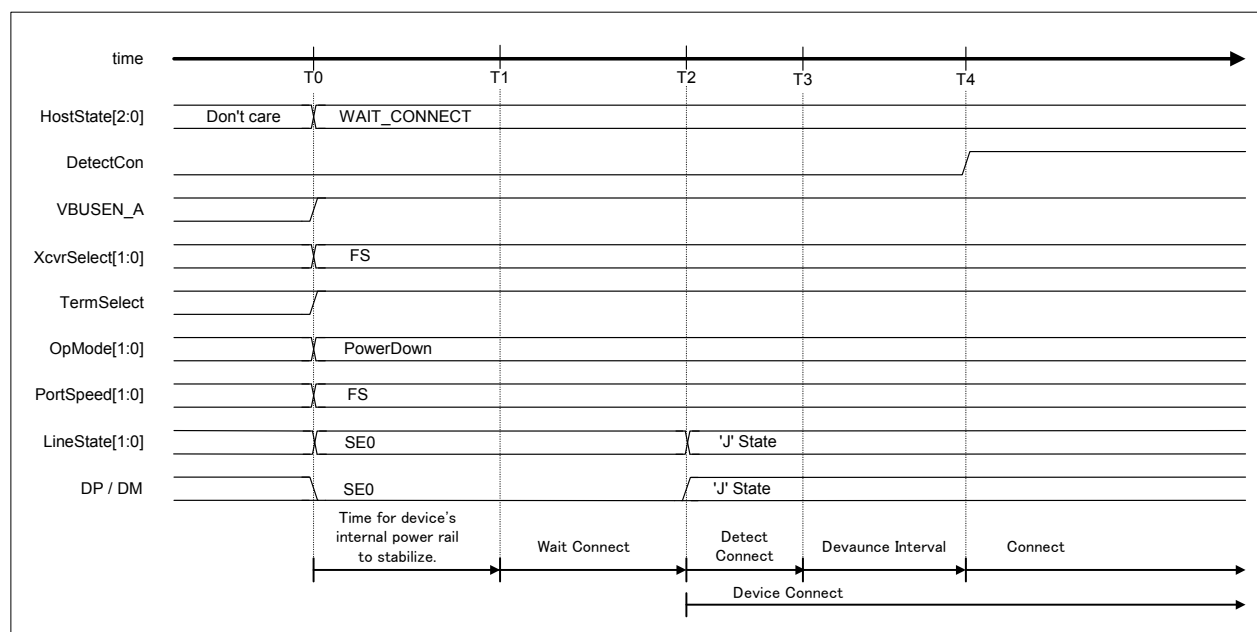 time
T0 T1 T2 T3 T4
HostState[2:0] Don't care WAIT_CONNECT
DetectCon
VBUSEN_A
XcvrSelect[1:0] FS
TermSelect
OpMode[1:0] PowerDown
PortSpeed[1:0] FS
LineState[1:0] SE0 'J' State
DP / DM SE0 'J' State
Time for device's
internal power rail
to stabilize.
Wait Connect
Detect
Connect
Devaunce Interval
Connect
Device Connect